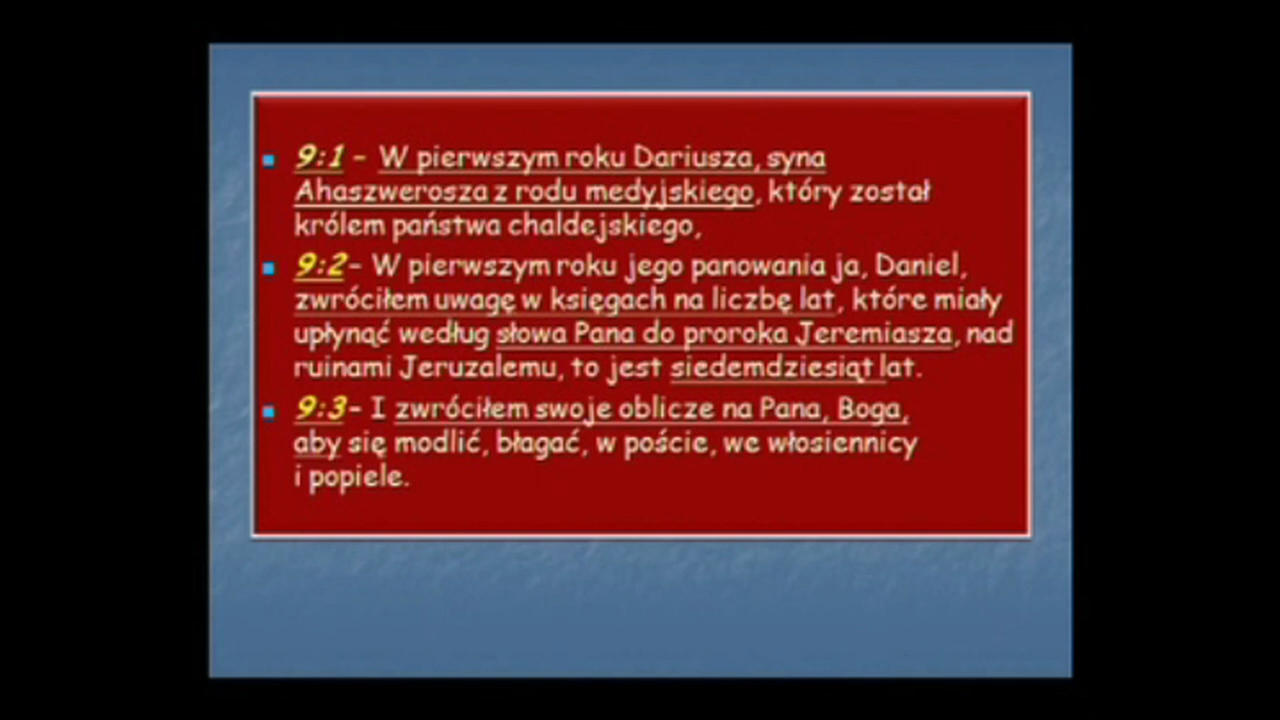 9:1 – W pierwszym roku Dariusza, syna
Ahaszwerosza z rodu medyjskiego, który został
królem państwa chaldejskiego,
9:2– W pierwszym roku jego panowania ja, Daniel,
zwróciłem uwagę w księgach na liczbę lat, które miały
upłynąć według słowa Pana do proroka Jeremiasza, nad
ruinami Jeruzalemu, to jest siedemdziesiąt lat.
9:3– I zwróciłem swoje oblicze na Pana, Boga,
aby się modlić, błagać, w poście, we włosiennicy
i popiele.